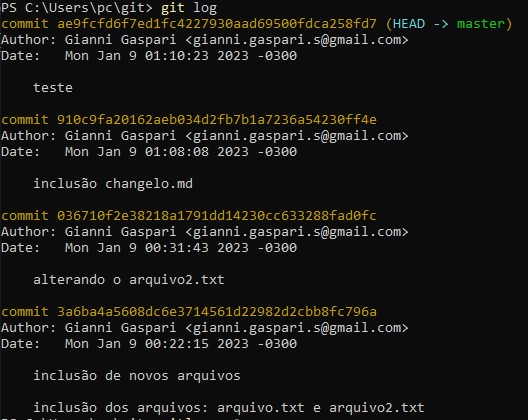 PS C:\Users\pc\git> git log
commit ae9fcfd6f7ed1fc4227930aad69500fdca258fd7 (HEAD -> master)
Author: Gianni Gaspari <gianni.gaspari.s@gmail.com>
Date:   Mon Jan 9 01:10:23 2023 -0300
teste
commit 910c9fa20162aeb034d2fb7b1a7236a54230ff4e
Author: Gianni Gaspari <gianni.gaspari.s@gmail.com>
Date:   Mon Jan 9 01:08:08 2023 -0300
inclusão changelo.md
commit 036710f2e38218a1791dd14230cc633288fad0fc
Author: Gianni Gaspari <gianni.gaspari.s@gmail.com>
Date:   Mon Jan 9 00:31:43 2023 -0300
alterando o arquivo2.txt
commit 3a6ba4a5608dc6e3714561d22982d2cbb8fc796a
Author: Gianni Gaspari <gianni.gaspari.s@gmail.com>
Date:   Mon Jan 9 00:22:15 2023 -0300
inclusão de novos arquivos
inclusão dos arquivos: arquivo.txt e arquivo2.txt